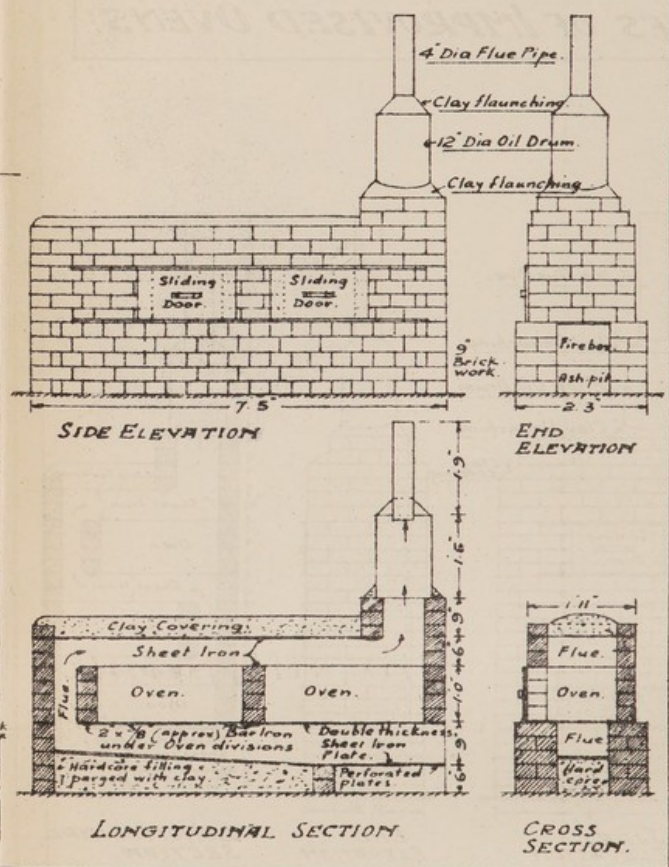 4" Dia Flue Pipe.
Clay flaunching.
12" Dia Oil Drum.
Clay flaunching
Sliding
Door.
Sliding
Door.
9"
Brick
work.
Firebox.
Ash pit.
7'.5"
2'.3"
SIDE ELEVATION
END
ELEVATION
1'.9"
1'.6"
9"
6"
1'.0"
9"
6"
1'.11"
Clay Covering.
Sheet Iron
Flue.
Oven.
Oven.
2" x 5/8" (approx) Bar Iron
under Oven divisions
Double thickness
Sheet Iron
Plate.
Hardcore filling
parged with clay.
Perforated
plates
Flue.
Oven.
Flue
Hard
core
LONGITUDINAL SECTION.
CROSS
SECTION.